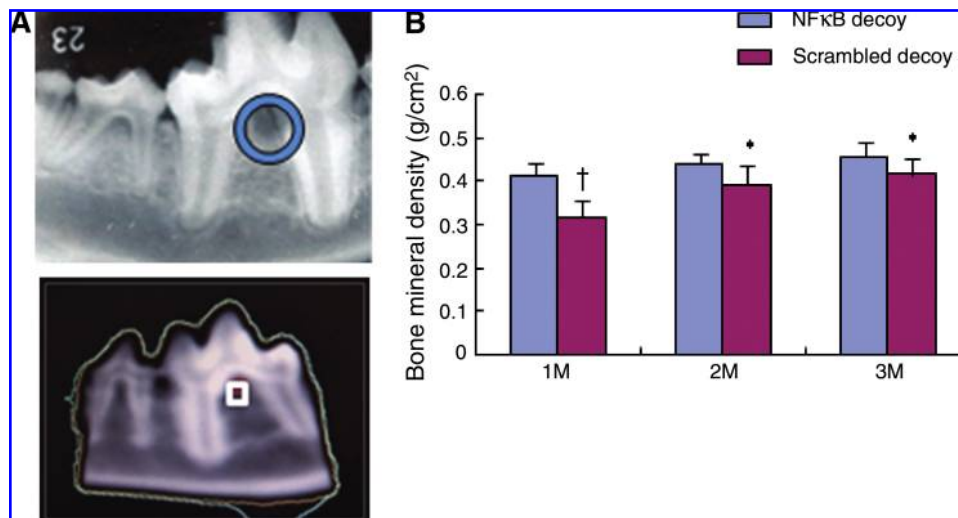 A
23
B
NFκB decoy
Scrambled decoy
Bone mineral density (g/cm²)
0.6
0.5
0.4
0.3
0.2
0.1
0
†
*
*
1M
2M
3M